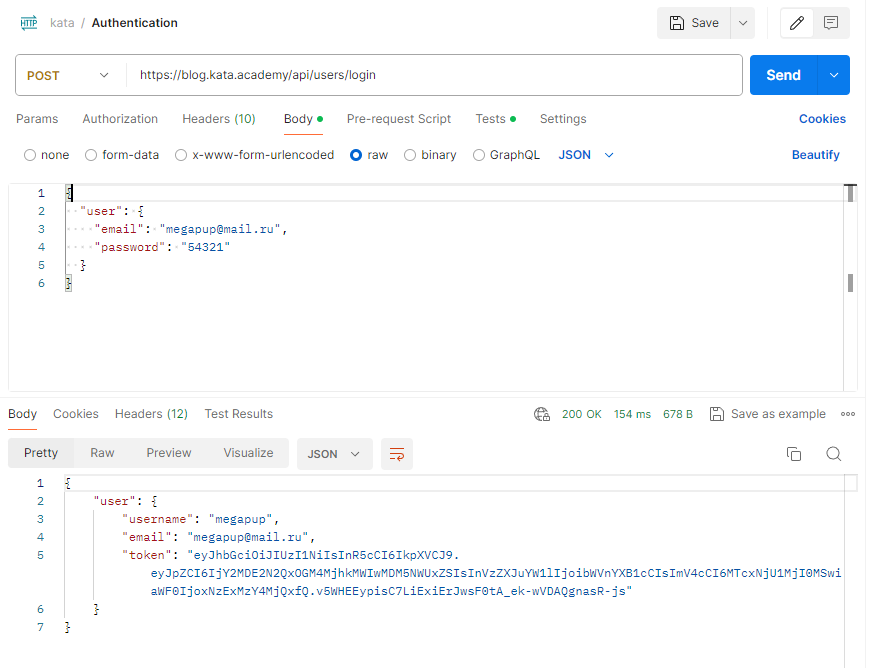 HTTP kata / Authentication Save
POST https://blog.kata.academy/api/users/login Send
Params Authorization Headers (10) Body Pre-request Script Tests Settings Cookies
none form-data x-www-form-urlencoded raw binary GraphQL JSON Beautify
1 {
2 "user": {
3 "email": "megapup@mail.ru",
4 "password": "54321"
5 }
6 }
Body Cookies Headers (12) Test Results 200 OK 154 ms 678 B Save as example
Pretty Raw Preview Visualize JSON
1 {
2 "user": {
3 "username": "megapup",
4 "email": "megapup@mail.ru",
5 "token": "eyJhbGciOiJIUzI1NiIsInR5cCI6IkpXVCJ9.
eyJpZCI6IjY2MDE2N2QxOGM4MjhkMWIwMDM5NWUxZSIsInVzZXJuYW1lIjoibWVnYXB1cCIsImV4cCI6MTcxNjU1MjI0MSwi
aWF0IjoxNzExMzY4MjQxfQ.v5WHEEypisC7LiExiErJwsF0tA_ek-wVDAQgnasR-js"
6 }
7 }